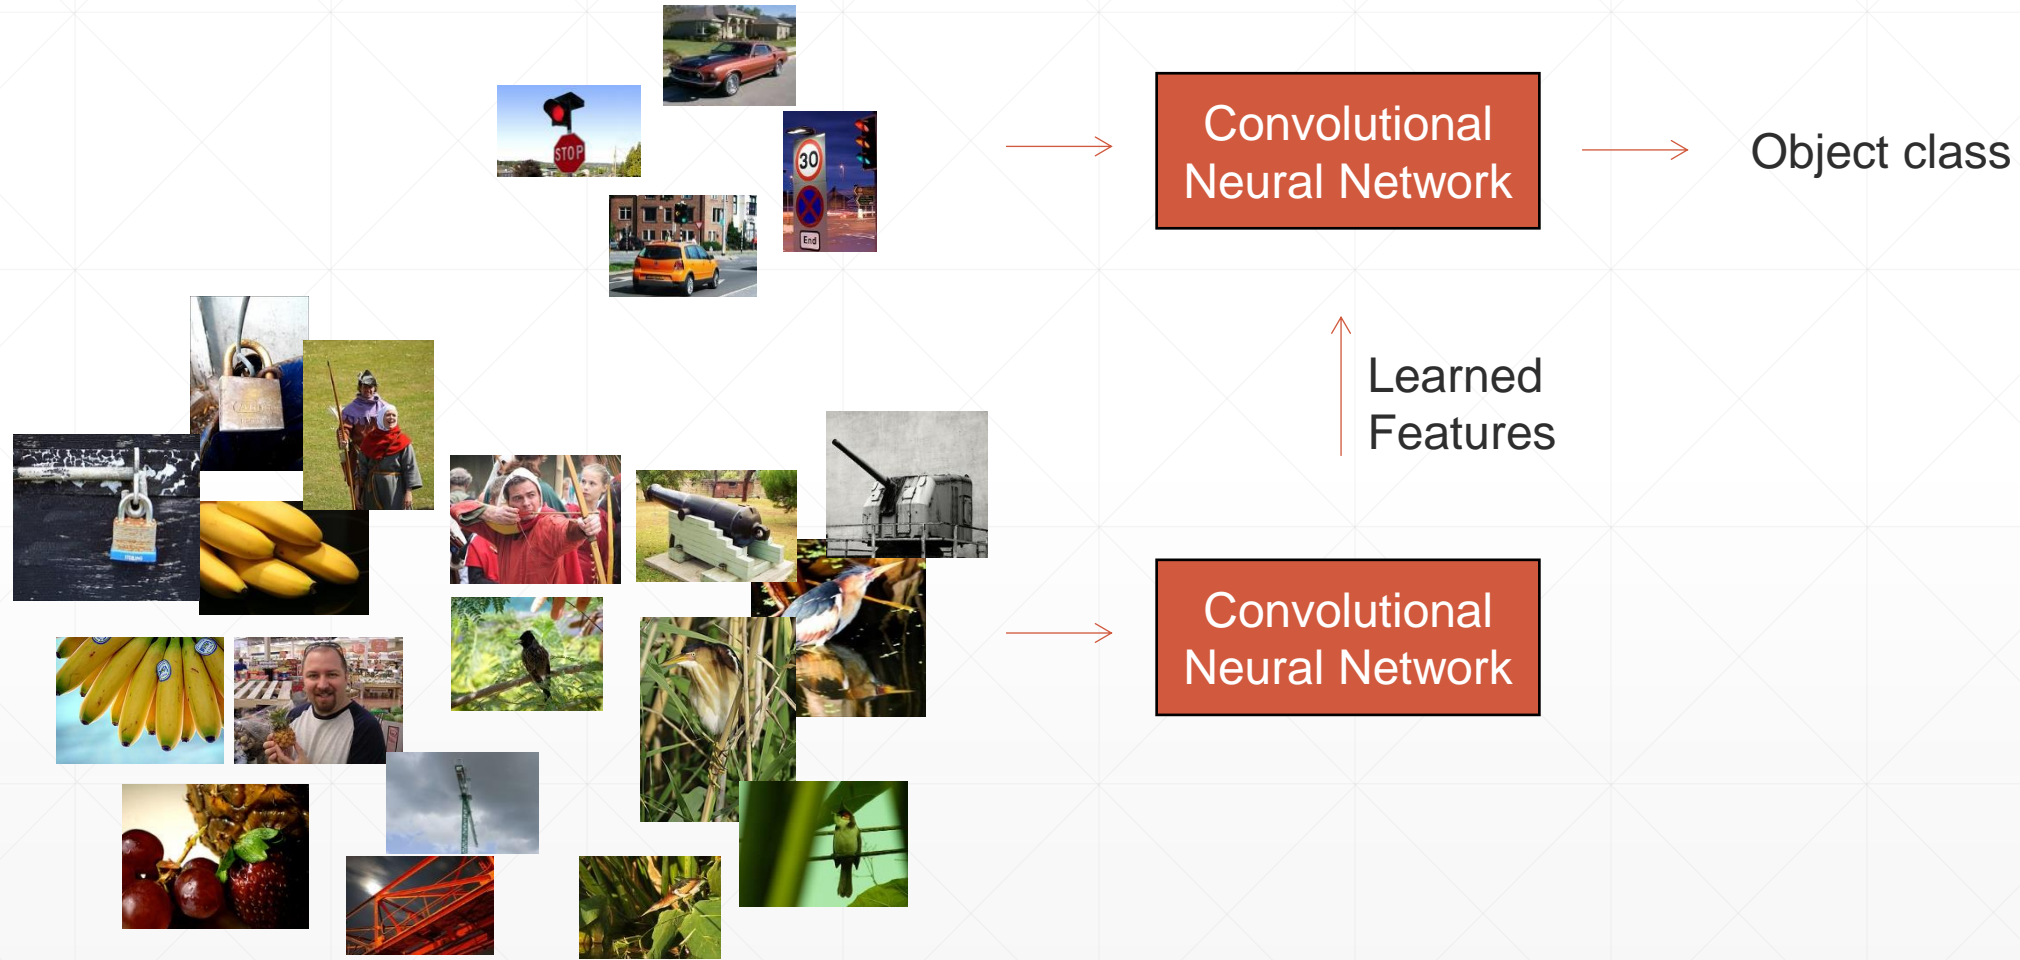 STOP
30
End
Convolutional
Neural Network
Object class
Learned
Features
Convolutional
Neural Network